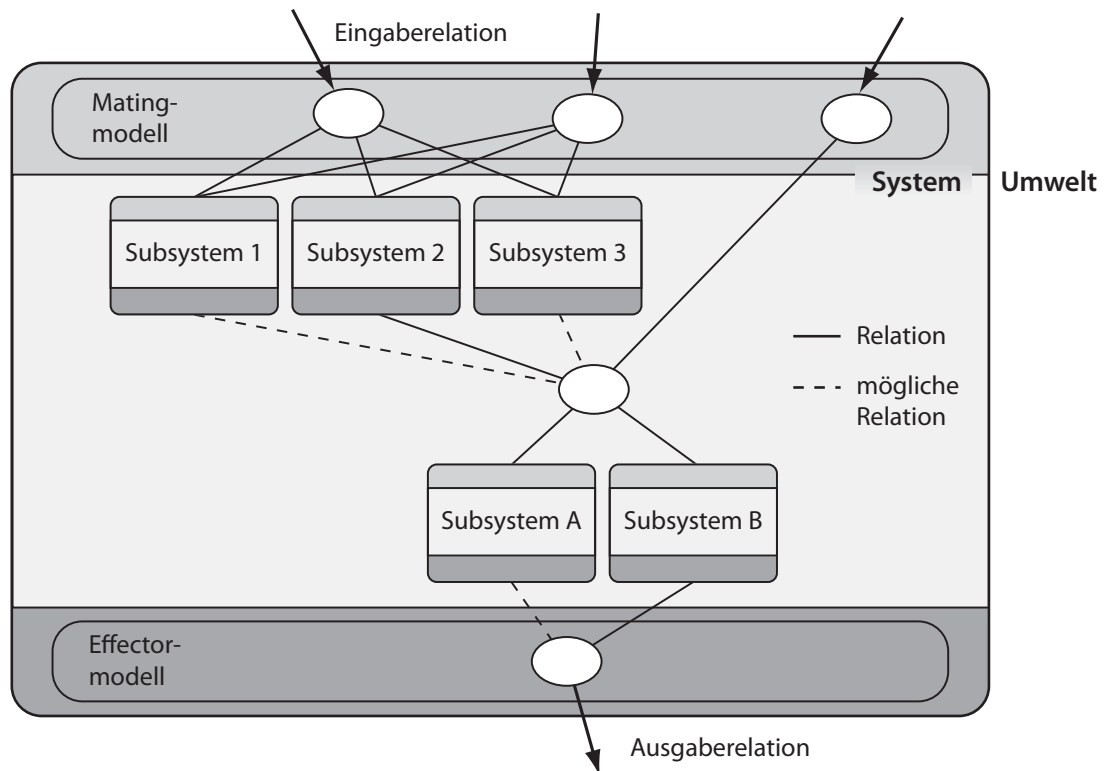 Eingaberelation
Mating-
modell
System
Umwelt
Subsystem 1
Subsystem 2
Subsystem 3
Relation
mögliche
Relation
Subsystem A
Subsystem B
Effector-
modell
Ausgaberelation